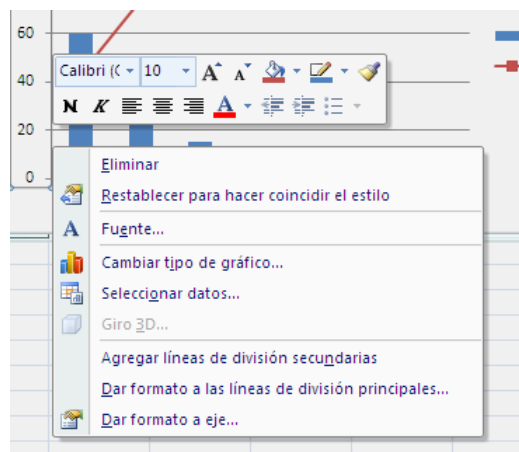 60
40
20
0
Calibri (C 10 A A
N K A
Eliminar
Restablecer para hacer coincidir el estilo
A Fuente...
Cambiar tipo de gráfico...
Seleccionar datos...
Giro 3D...
Agregar líneas de división secundarias
Dar formato a las líneas de división principales...
Dar formato a eje...